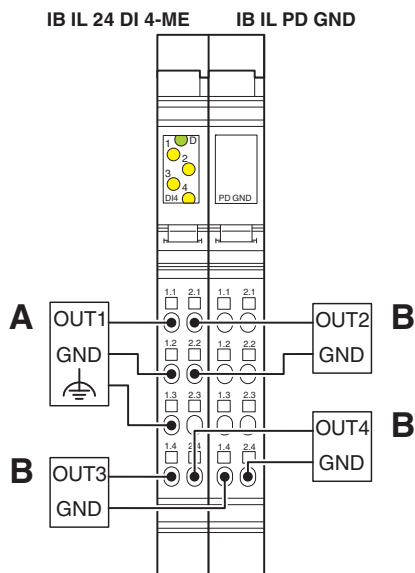 IB IL 24 DI 4-ME IB IL PD GND
D
1
2
3
4
DI4 PD GND
1.1 2.1 1.1 2.1
A OUT1 OUT2 B
1.2 2.2 1.2 2.2
GND GND
1.3 2.3 1.3 2.3
OUT4 B
1.4 2.4 1.4 2.4
B OUT3 GND
GND